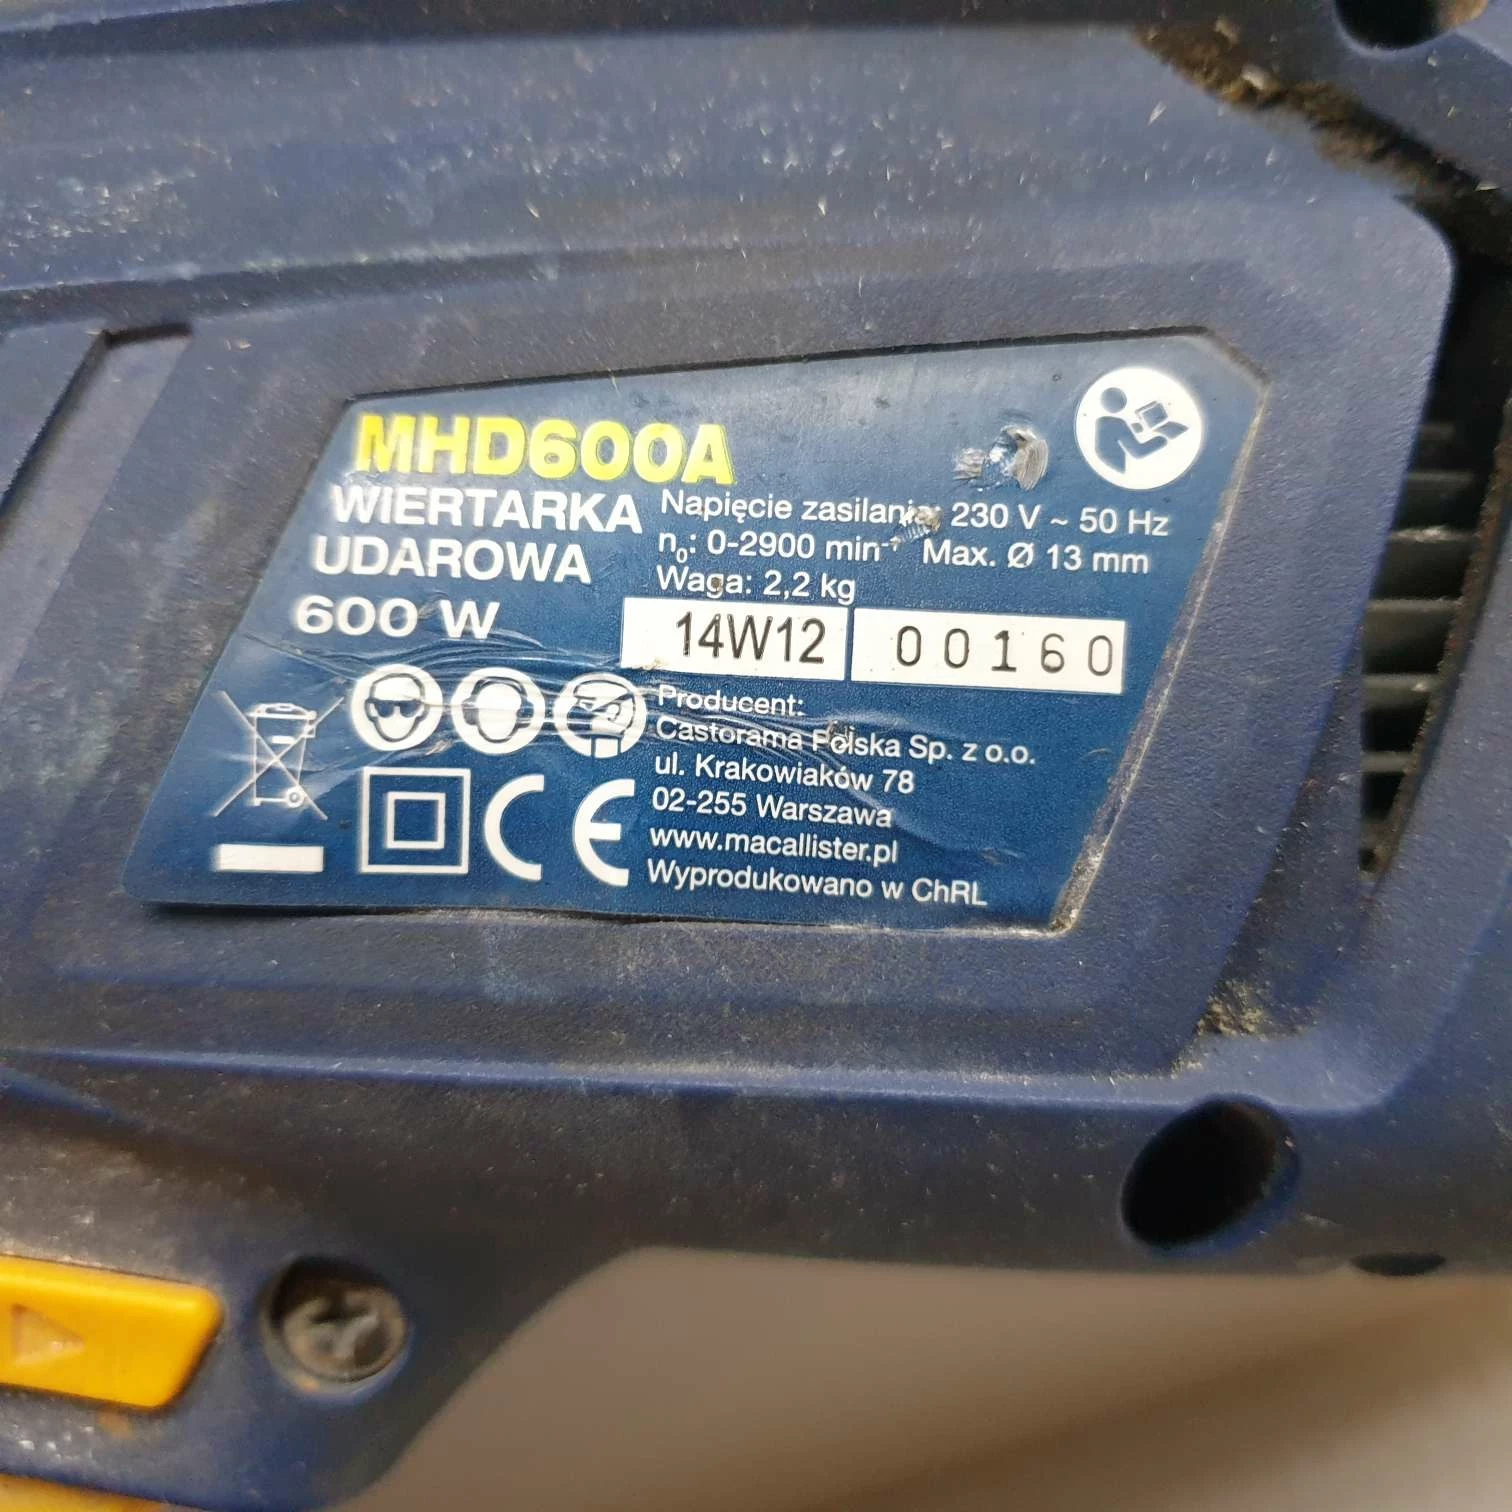 MHD600A
WIERTARKA
UDAROWA
600 W
Napięcie zasilania: 230 V ~ 50 Hz
n₀: 0-2900 min⁻¹ Max. Ø 13 mm
Waga: 2,2 kg
14W12 00160
Producent:
Castorama Polska Sp. z o.o.
ul. Krakowiaków 78
02-255 Warszawa
www.macallister.pl
Wyprodukowano w ChRL
CE